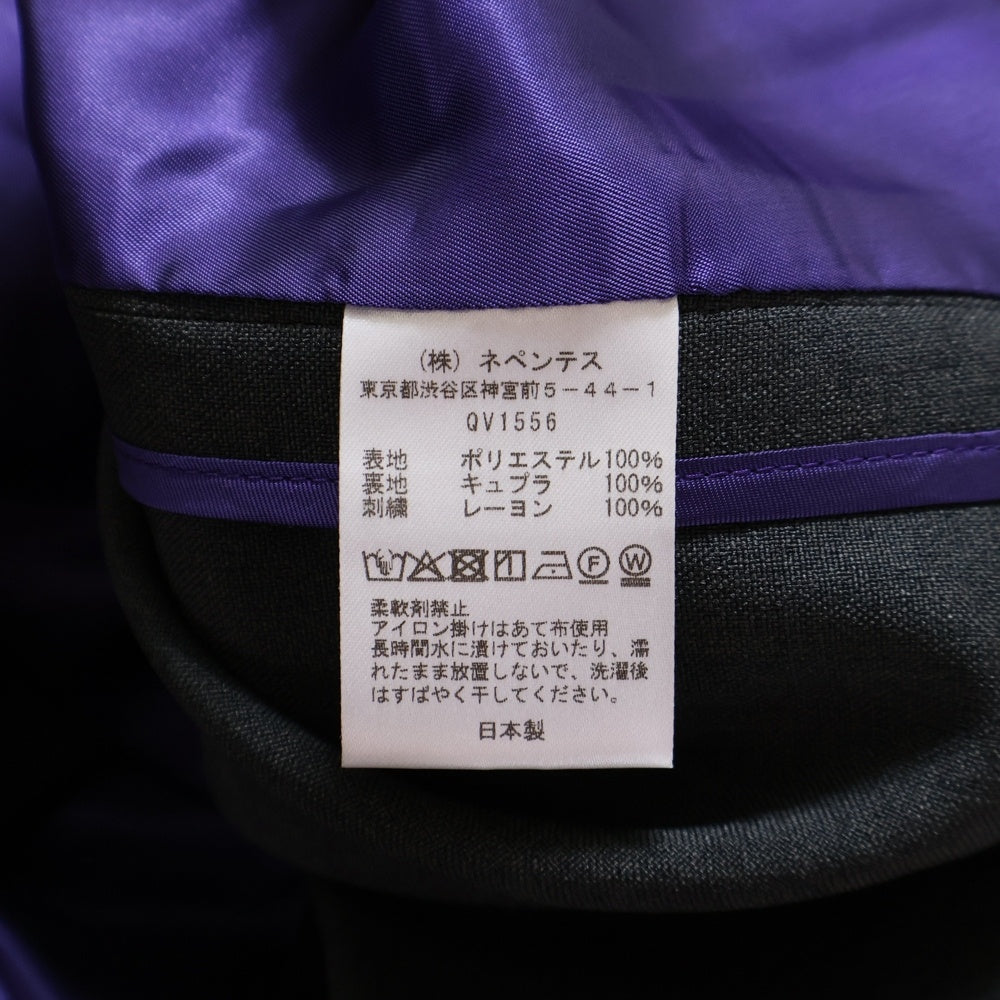 (株) ネペンテス
東京都渋谷区神宮前5-44-1
QV1556
表地 ポリエステル100%
裏地 キュプラ 100%
刺繍 レーヨン 100%
F W
柔軟剤禁止
アイロン掛けはあて布使用
長時間水に漬けておいたり、濡
れたまま放置しないで、洗濯後
はすばやく干してください。
日本製